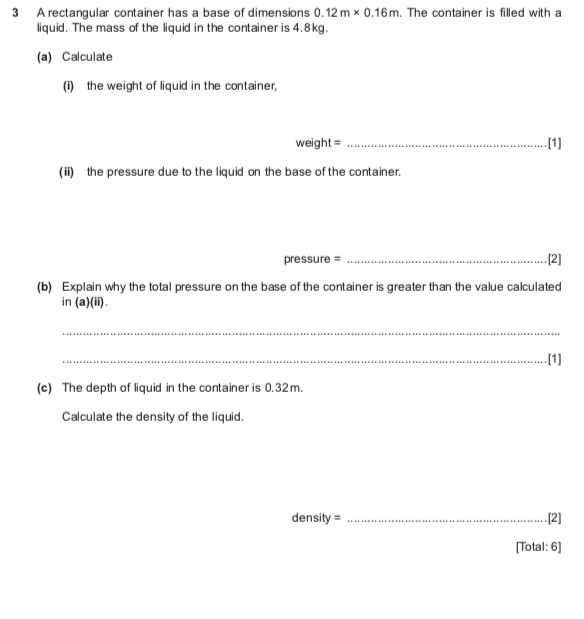 3 A rectangular container has a base of dimensions 0.12 m × 0.16 m. The container is filled with a
liquid. The mass of the liquid in the container is 4.8 kg.
(a) Calculate
(i) the weight of liquid in the container,
weight = ............................................................[1]
(ii) the pressure due to the liquid on the base of the container.
pressure = ............................................................[2]
(b) Explain why the total pressure on the base of the container is greater than the value calculated
in (a)(ii).
..........................................................................................................................................
......................................................................................................................................[1]
(c) The depth of liquid in the container is 0.32 m.
Calculate the density of the liquid.
density = ............................................................[2]
[Total: 6]